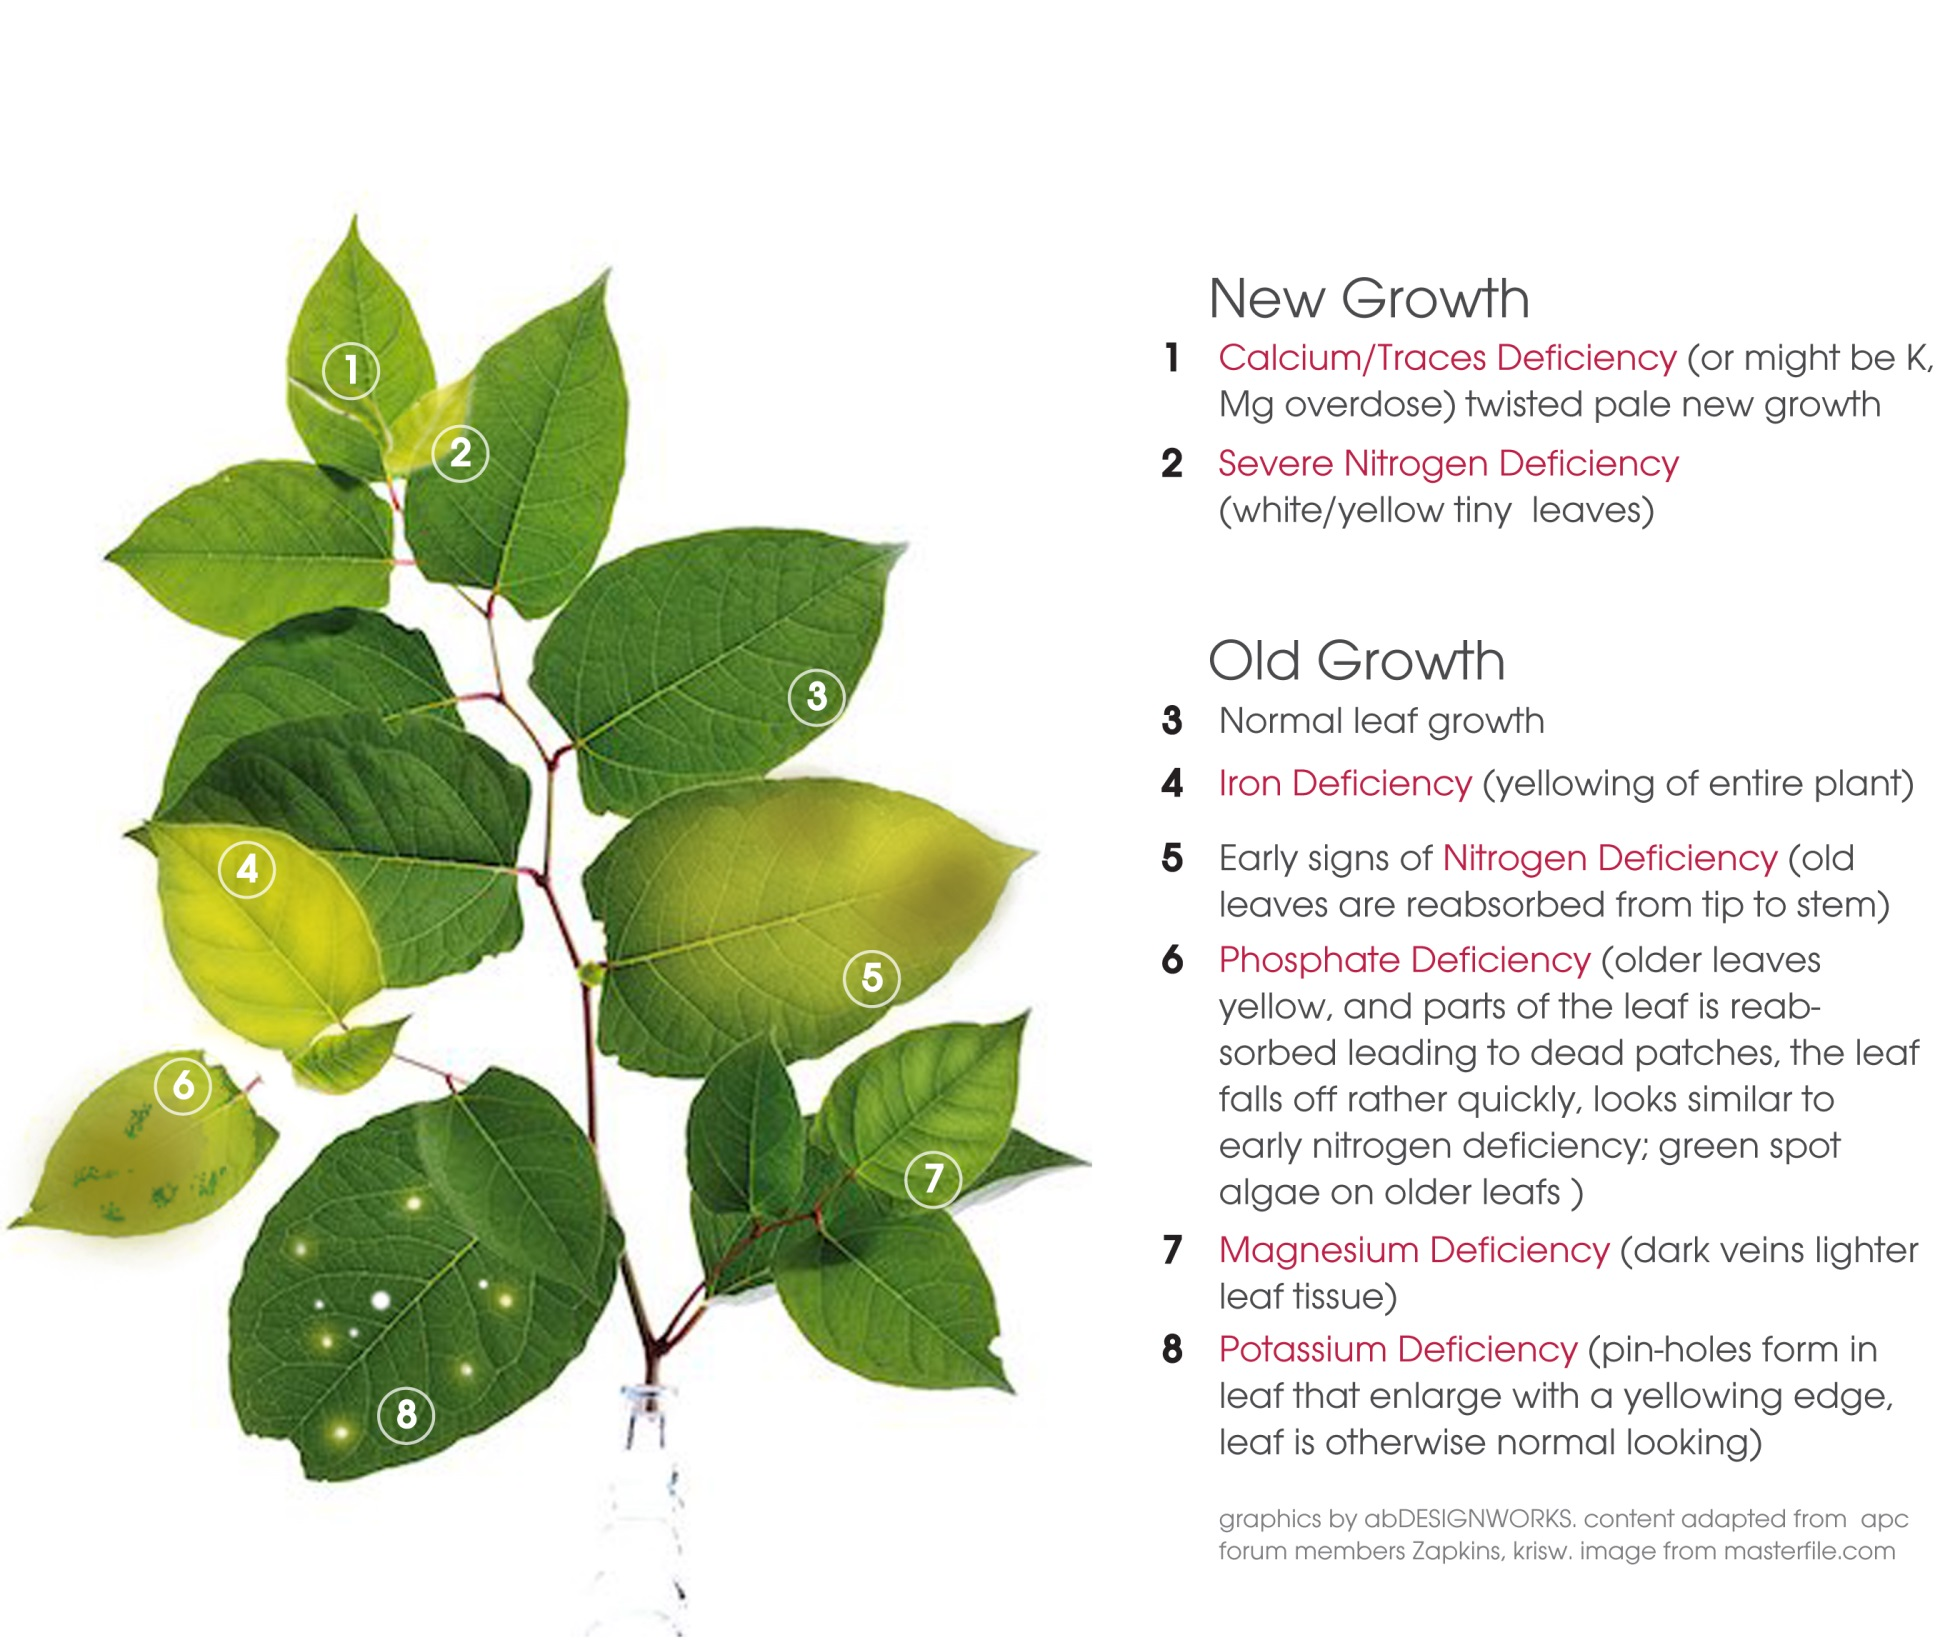 1
2
3
4
5
6
7
8
New Growth
1 Calcium/Traces Deficiency (or might be K,
Mg overdose) twisted pale new growth
2 Severe Nitrogen Deficiency
(white/yellow tiny leaves)
Old Growth
3 Normal leaf growth
4 Iron Deficiency (yellowing of entire plant)
5 Early signs of Nitrogen Deficiency (old
leaves are reabsorbed from tip to stem)
6 Phosphate Deficiency (older leaves
yellow, and parts of the leaf is reab-
sorbed leading to dead patches, the leaf
falls off rather quickly, looks similar to
early nitrogen deficiency; green spot
algae on older leafs )
7 Magnesium Deficiency (dark veins lighter
leaf tissue)
8 Potassium Deficiency (pin-holes form in
leaf that enlarge with a yellowing edge,
leaf is otherwise normal looking)
graphics by abDESIGNWORKS. content adapted from apc
forum members Zapkins, krisw. image from masterfile.com